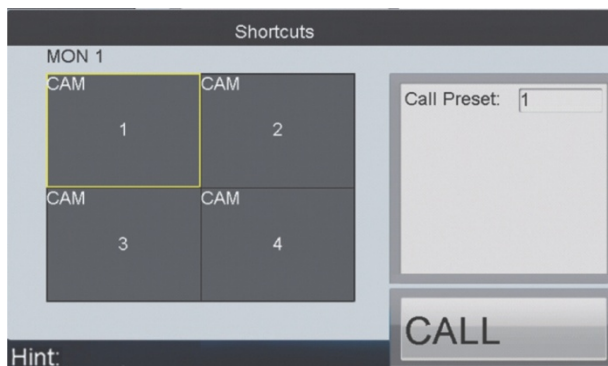 Shortcuts
MON 1
CAM
1
CAM
2
CAM
3
CAM
4
Call Preset: 1
CALL
Hint: